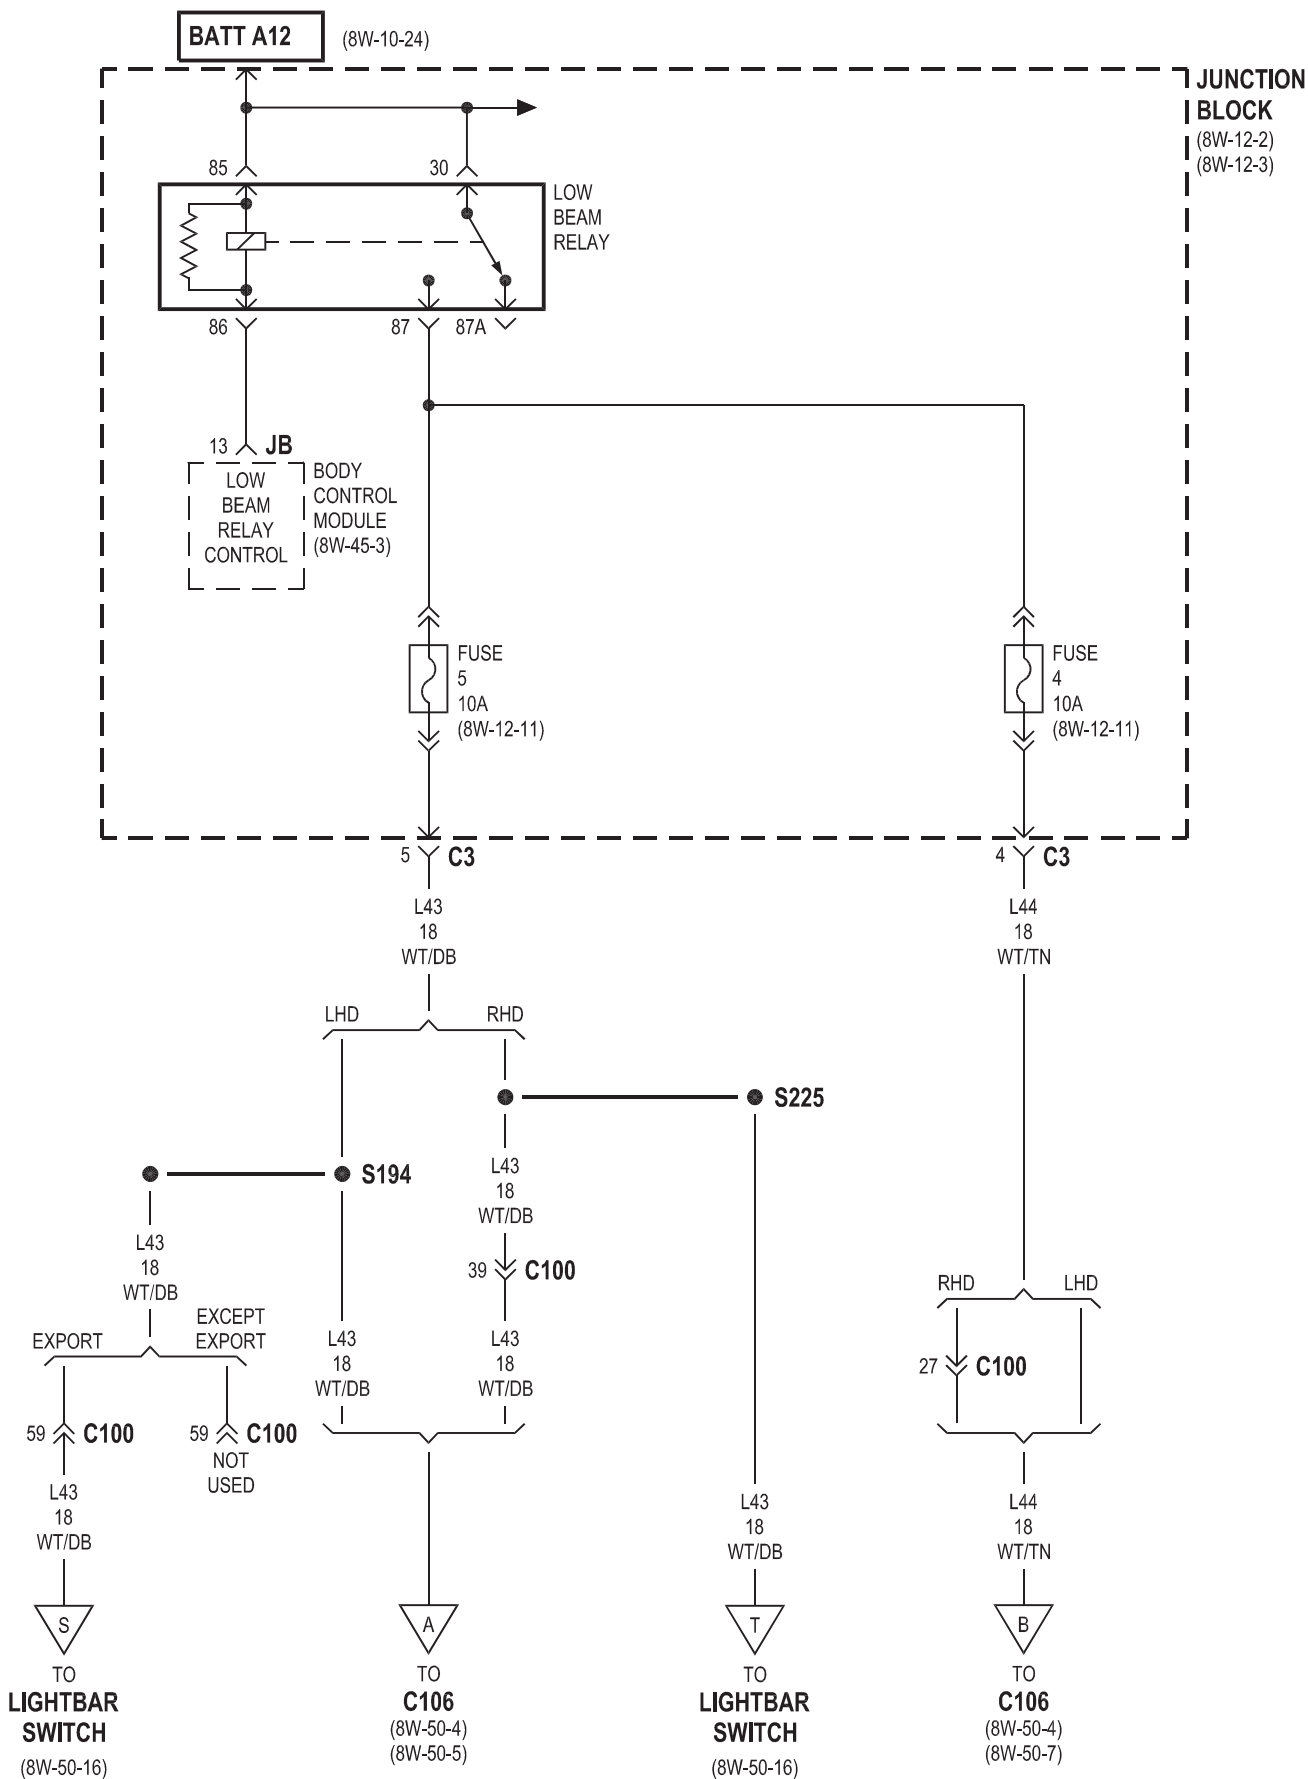 BATT A12
(8W-10-24)
JUNCTION
BLOCK
(8W-12-2)
(8W-12-3)
85
30
LOW
BEAM
RELAY
86
87
87A
13
JB
LOW
BEAM
RELAY
CONTROL
BODY
CONTROL
MODULE
(8W-45-3)
FUSE
5
10A
(8W-12-11)
FUSE
4
10A
(8W-12-11)
5
C3
4
C3
L43
18
WT/DB
L44
18
WT/TN
LHD
RHD
S225
S194
L43
18
WT/DB
L43
18
WT/DB
39
C100
RHD
LHD
EXPORT
EXCEPT
EXPORT
L43
18
WT/DB
L43
18
WT/DB
27
C100
59
C100
59
C100
NOT
USED
L43
18
WT/DB
L43
18
WT/DB
L44
18
WT/TN
S
A
T
B
TO
LIGHTBAR
SWITCH
(8W-50-16)
TO
C106
(8W-50-4)
(8W-50-5)
TO
LIGHTBAR
SWITCH
(8W-50-16)
TO
C106
(8W-50-4)
(8W-50-7)